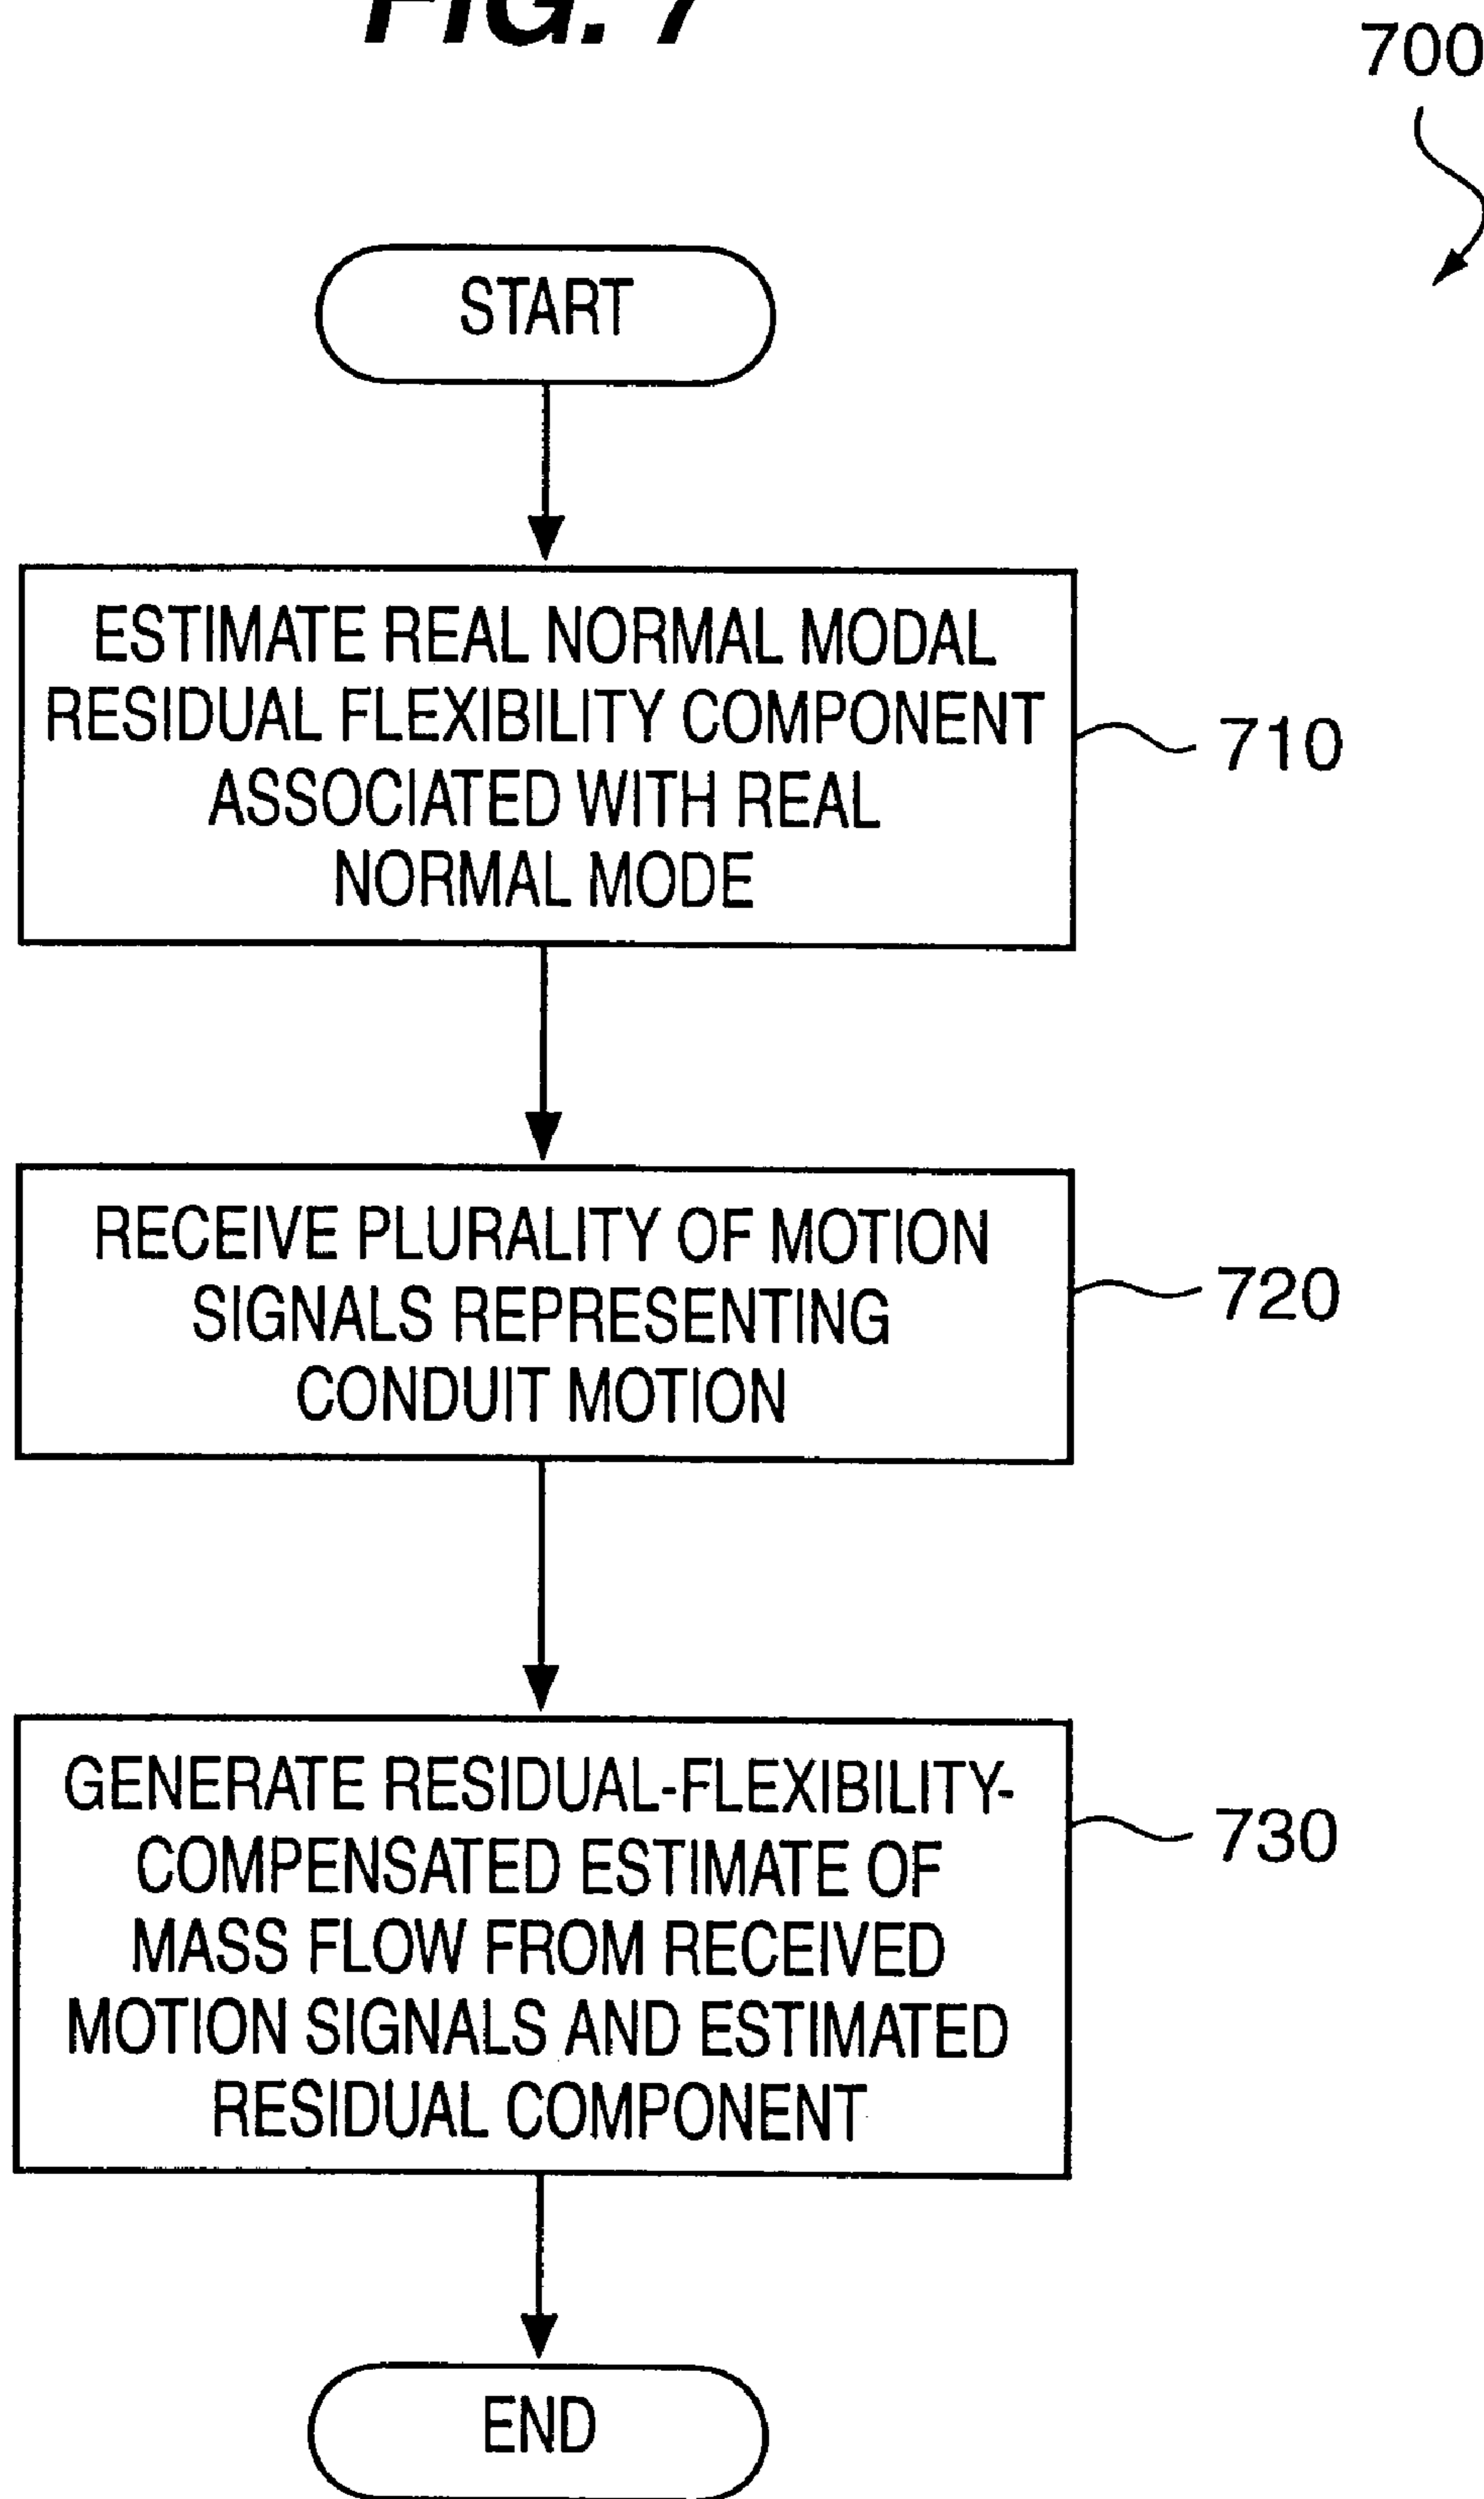 FIG. 7
700
START
ESTIMATE REAL NORMAL MODAL
RESIDUAL FLEXIBILITY COMPONENT
ASSOCIATED WITH REAL
NORMAL MODE
710
RECEIVE PLURALITY OF MOTION
SIGNALS REPRESENTING
CONDUIT MOTION
720
GENERATE RESIDUAL-FLEXIBILITY-
COMPENSATED ESTIMATE OF
MASS FLOW FROM RECEIVED
MOTION SIGNALS AND ESTIMATED
RESIDUAL COMPONENT
730
END